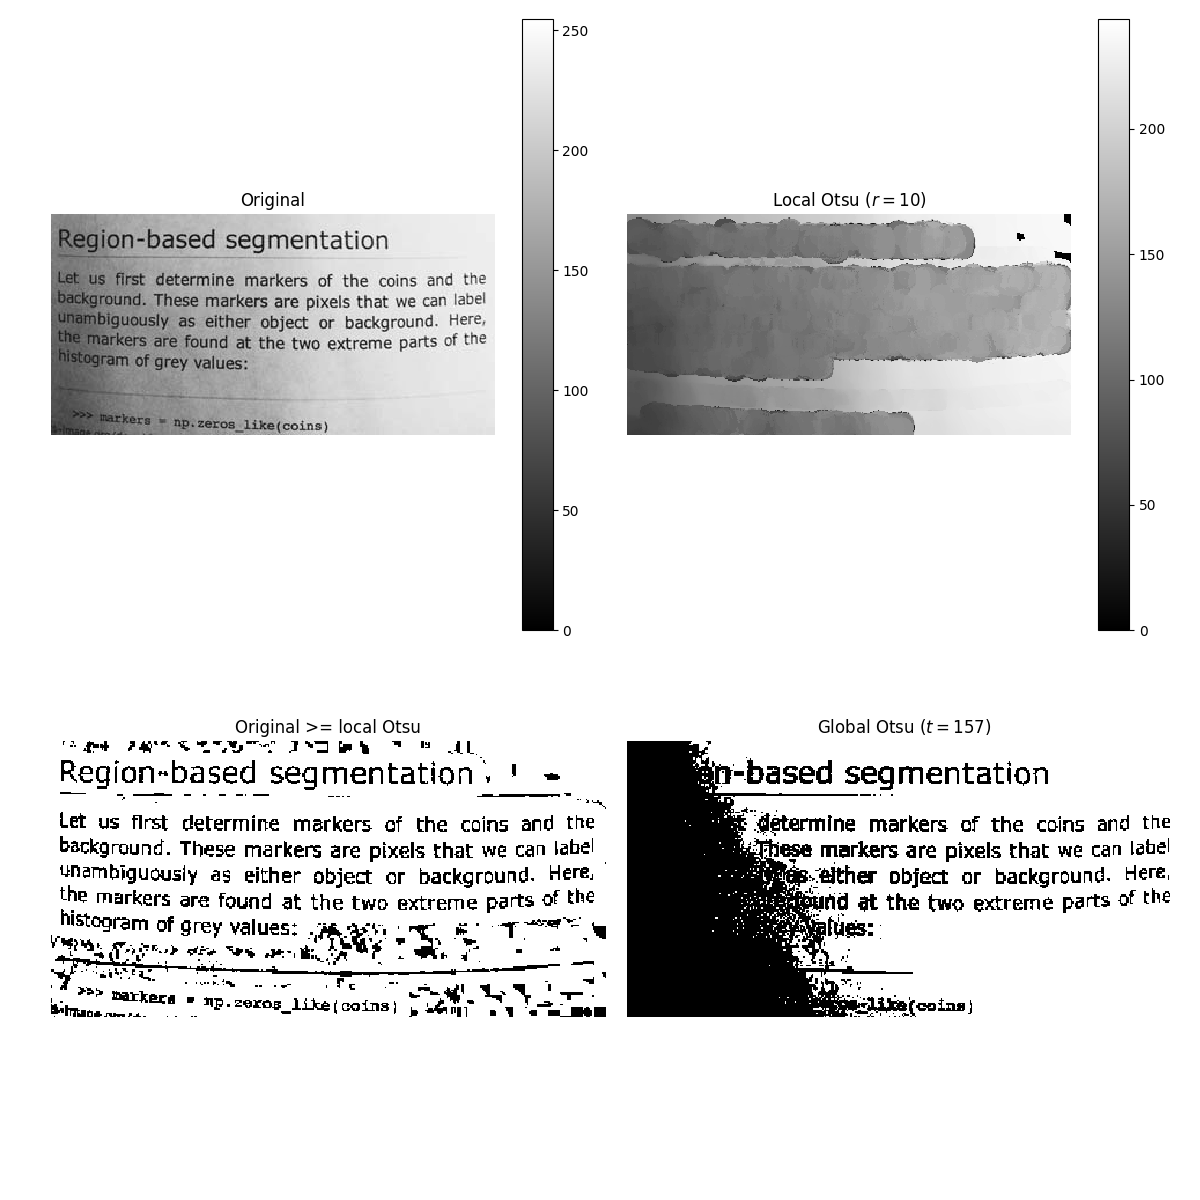 Original
250
200
150
100
50
0
Region-based segmentation
Let us first determine markers of the coins and the
background. These markers are pixels that we can label
unambiguously as either object or background. Here,
the markers are found at the two extreme parts of the
histogram of grey values:
>>> markers = np.zeros_like(coins)
Local Otsu (r = 10)
200
150
100
50
0
Original >= local Otsu
Region-based segmentation
Let us first determine markers of the coins and the
background. These markers are pixels that we can label
unambiguously as either object or background. Here,
the markers are found at the two extreme parts of the
histogram of grey values:
>>> markers = np.zeros_like(coins)
Global Otsu (t = 157)
on-based segmentation
determine markers of the coins and the
These markers are pixels that we can label
as either object or background. Here,
found at the two extreme parts of the
values:
_like(coins)